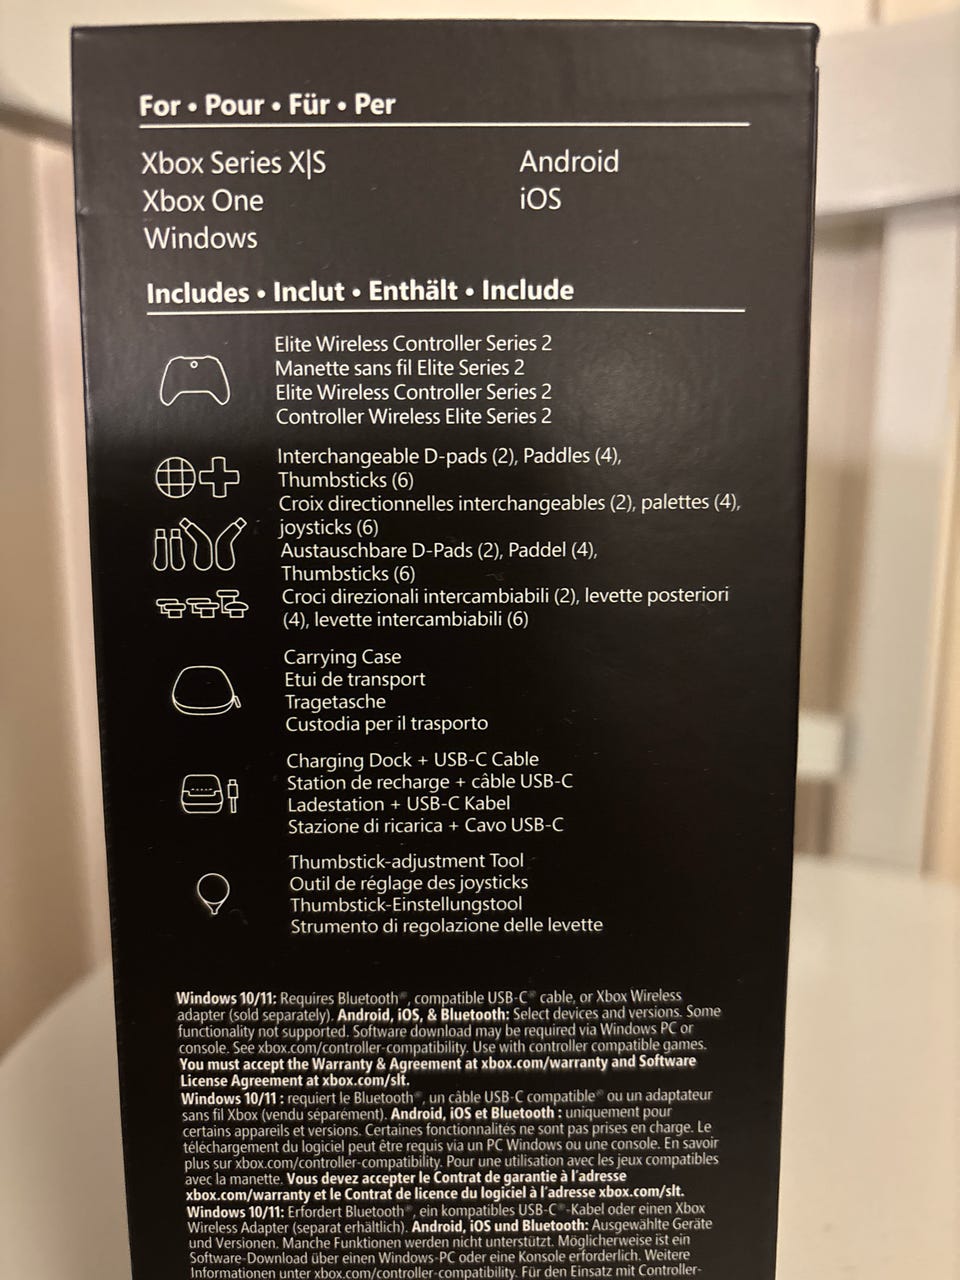 For • Pour • Für • Per
Xbox Series X|S
Xbox One
Windows
Android
iOS
Includes • Inclut • Enthält • Include
Elite Wireless Controller Series 2
Manette sans fil Elite Series 2
Elite Wireless Controller Series 2
Controller Wireless Elite Series 2
Interchangeable D-pads (2), Paddles (4),
Thumbsticks (6)
Croix directionnelles interchangeables (2), palettes (4),
joysticks (6)
Austauschbare D-Pads (2), Paddel (4),
Thumbsticks (6)
Croci direzionali intercambiabili (2), levette posteriori
(4), levette intercambiabili (6)
Carrying Case
Etui de transport
Tragetasche
Custodia per il trasporto
Charging Dock + USB-C Cable
Station de recharge + câble USB-C
Ladestation + USB-C Kabel
Stazione di ricarica + Cavo USB-C
Thumbstick-adjustment Tool
Outil de réglage des joysticks
Thumbstick-Einstellungstool
Strumento di regolazione delle levette
Windows 10/11: Requires Bluetooth®, compatible USB-C® cable, or Xbox Wireless
adapter (sold separately). Android, iOS, & Bluetooth: Select devices and versions. Some
functionality not supported. Software download may be required via Windows PC or
console. See xbox.com/controller-compatibility. Use with controller compatible games.
You must accept the Warranty & Agreement at xbox.com/warranty and Software
License Agreement at xbox.com/slt.
Windows 10/11 : requiert le Bluetooth®, un câble USB-C compatible® ou un adaptateur
sans fil Xbox (vendu séparément). Android, iOS et Bluetooth : uniquement pour
certains appareils et versions. Certaines fonctionnalités ne sont pas prises en charge. Le
téléchargement du logiciel peut être requis via un PC Windows ou une console. En savoir
plus sur xbox.com/controller-compatibility. Pour une utilisation avec les jeux compatibles
avec la manette. Vous devez accepter le Contrat de garantie à l'adresse
xbox.com/warranty et le Contrat de licence du logiciel à l'adresse xbox.com/slt.
Windows 10/11: Erfordert Bluetooth®, ein kompatibles USB-C®-Kabel oder einen Xbox
Wireless Adapter (separat erhältlich). Android, iOS und Bluetooth: Ausgewählte Geräte
und Versionen. Manche Funktionen werden nicht unterstützt. Möglicherweise ist ein
Software-Download über einen Windows-PC oder eine Konsole erforderlich. Weitere
Informationen unter xbox.com/controller-compatibility. Für den Einsatz mit Controller-